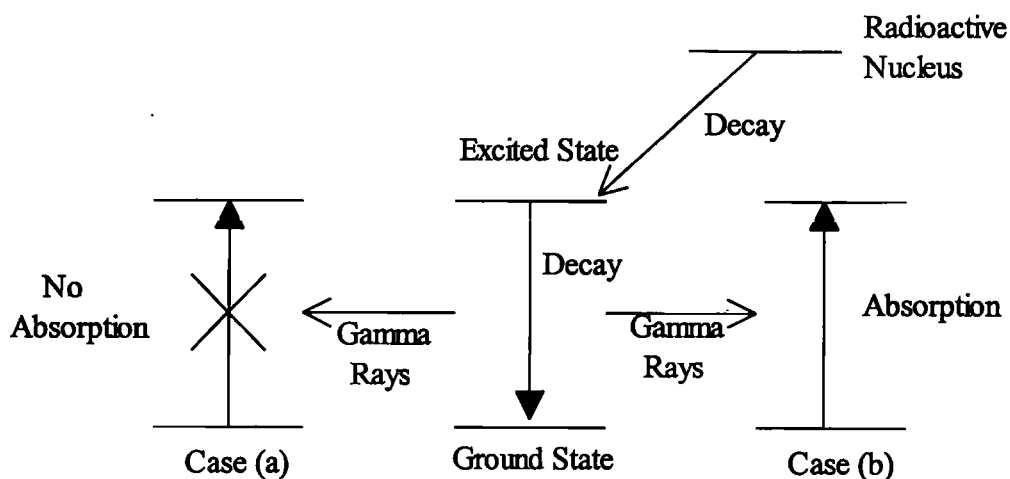 Radioactive
Nucleus
Decay
Excited State
Decay
No
Absorption
Gamma
Rays
Gamma
Rays
Absorption
Case (a)
Ground State
Case (b)